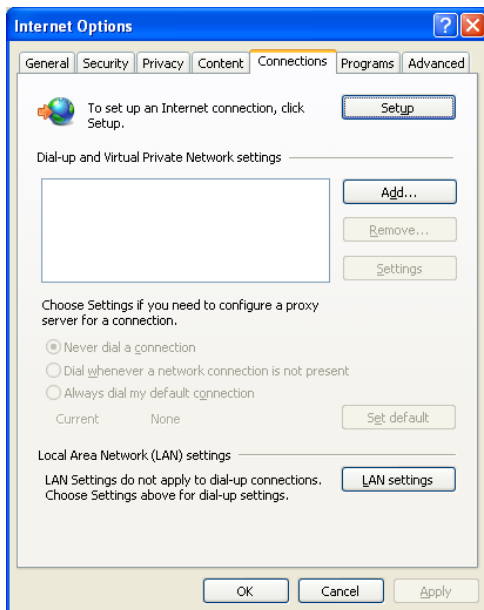 Internet Options
General Security Privacy Content Connections Programs Advanced
To set up an Internet connection, click
Setup.
Setup
Dial-up and Virtual Private Network settings
Add...
Remove...
Settings
Choose Settings if you need to configure a proxy
server for a connection.
Never dial a connection
Dial whenever a network connection is not present
Always dial my default connection
Current None
Set default
Local Area Network (LAN) settings
LAN Settings do not apply to dial-up connections.
Choose Settings above for dial-up settings.
LAN settings
OK Cancel Apply